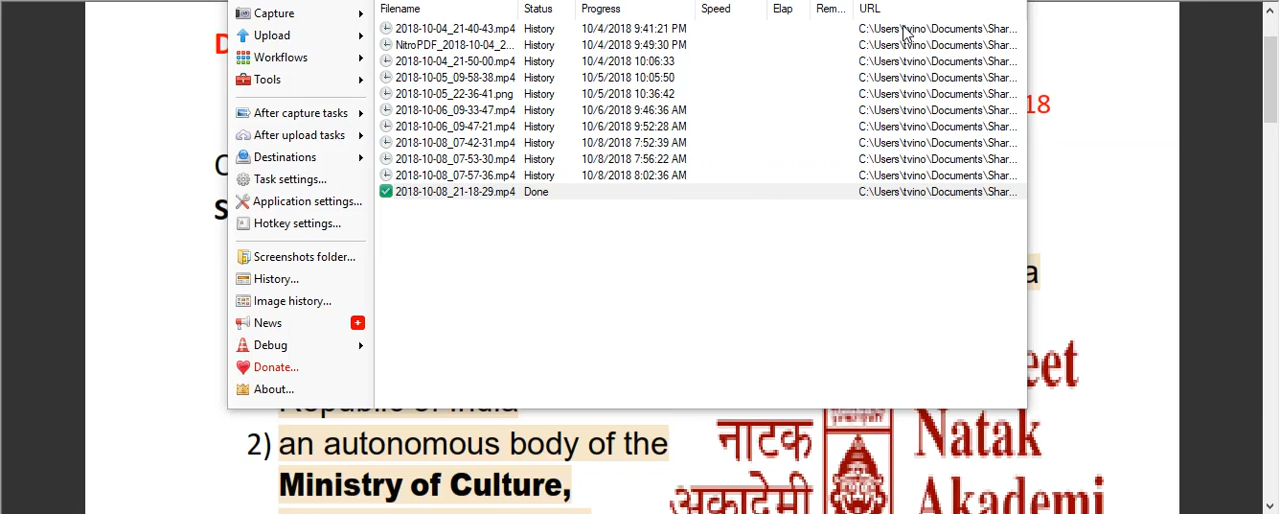 Capture
Upload
Workflows
Tools
After capture tasks
After upload tasks
Destinations
Task settings...
Application settings...
Hotkey settings...
Screenshots folder...
History...
Image history...
News
Debug
Donate...
About...
Filename Status Progress Speed Elap Rem... URL
2018-10-04_21-40-43.mp4 History 10/4/2018 9:41:21 PM C:\Users\tvino\Documents\Shar...
NitroPDF_2018-10-04_2... History 10/4/2018 9:49:30 PM C:\Users\tvino\Documents\Shar...
2018-10-04_21-50-00.mp4 History 10/4/2018 10:06:33 C:\Users\tvino\Documents\Shar...
2018-10-05_09-58-38.mp4 History 10/5/2018 10:05:50 C:\Users\tvino\Documents\Shar...
2018-10-05_22-36-41.png History 10/5/2018 10:36:42 C:\Users\tvino\Documents\Shar...
2018-10-06_09-33-47.mp4 History 10/6/2018 9:46:36 AM C:\Users\tvino\Documents\Shar...
2018-10-06_09-47-21.mp4 History 10/6/2018 9:52:28 AM C:\Users\tvino\Documents\Shar...
2018-10-08_07-42-31.mp4 History 10/8/2018 7:52:39 AM C:\Users\tvino\Documents\Shar...
2018-10-08_07-53-30.mp4 History 10/8/2018 7:56:22 AM C:\Users\tvino\Documents\Shar...
2018-10-08_07-57-36.mp4 History 10/8/2018 8:02:36 AM C:\Users\tvino\Documents\Shar...
2018-10-08_21-18-29.mp4 Done C:\Users\tvino\Documents\Shar...
18
a
eet
Republic of India
2) an autonomous body of the
Ministry of Culture,
नाटक
अकादेमी
Natak
Akademi